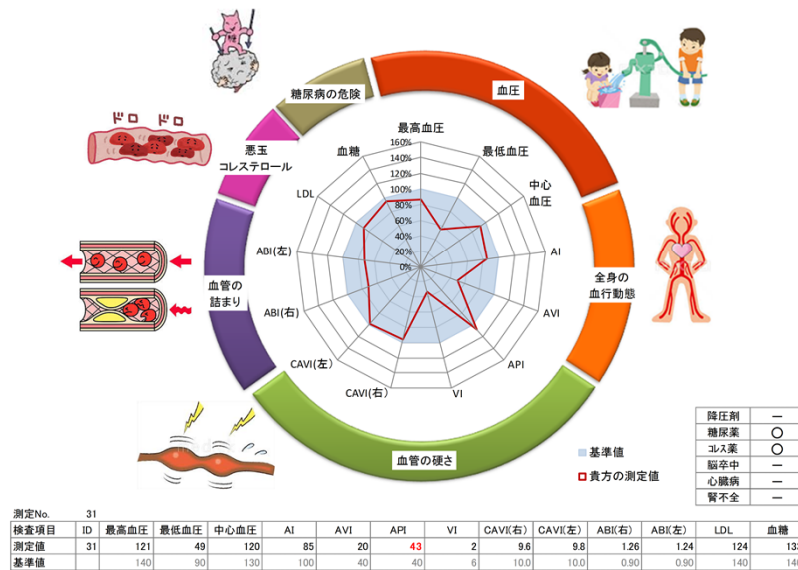 糖尿病の危険
血圧
ドロ ドロ
悪玉
コレステロール
血管の
詰まり
全身の
血行動態
血管の硬さ
最高血圧
最低血圧
中心
血圧
AI
AVI
API
VI
CAVI(右)
CAVI(左)
ABI(右)
ABI(左)
LDL
血糖
160%
140%
120%
100%
80%
60%
40%
20%
0%
基準値
貴方の測定値
降圧剤 ー
糖尿薬 〇
コレス薬 〇
脳卒中 ー
心臓病 ー
腎不全 ー
測定No. 31
検査項目 ID 最高血圧 最低血圧 中心血圧 AI AVI API VI CAVI(右) CAVI(左) ABI(右) ABI(左) LDL 血糖
測定値 31 121 49 120 85 20 43 2 9.6 9.8 1.26 1.24 124
基準値 140 90 130 100 40 40 6 10.0 10.0 0.90 0.90 140